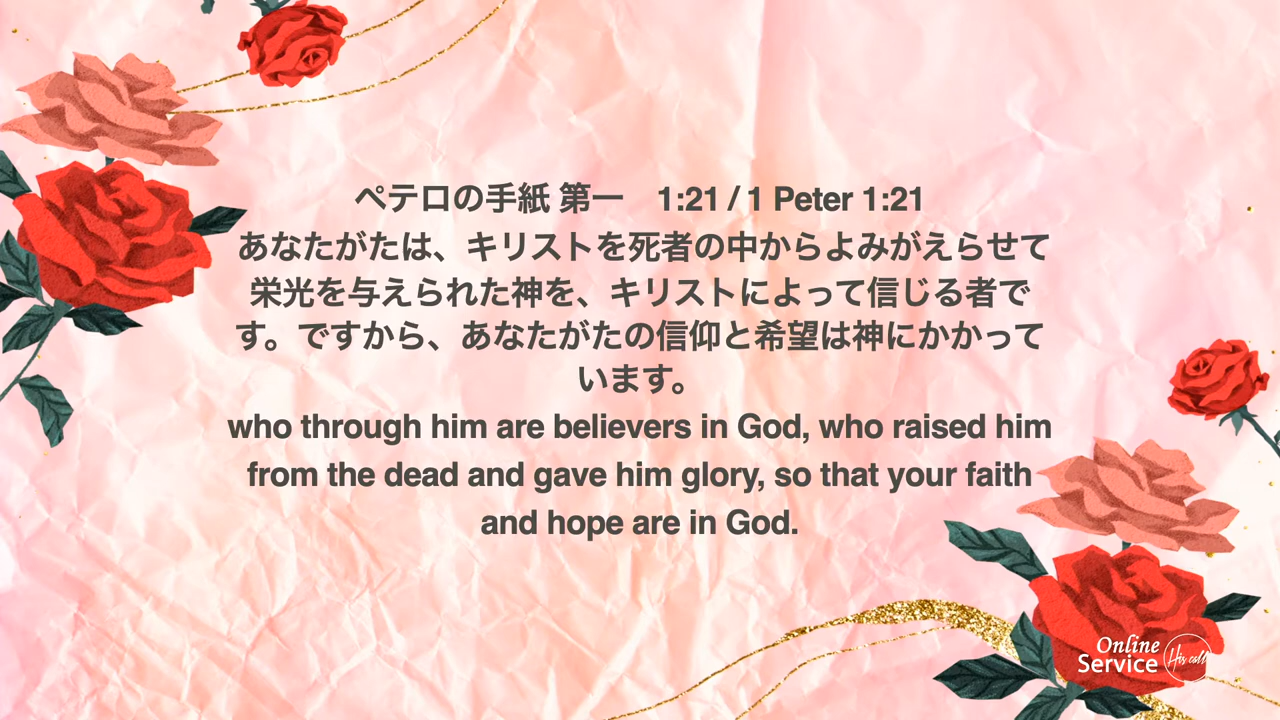 ペテロの手紙 第一　1:21 / 1 Peter 1:21
あなたがたは、キリストを死者の中からよみがえらせて
栄光を与えられた神を、キリストによって信じる者で
す。ですから、あなたがたの信仰と希望は神にかかって
います。
who through him are believers in God, who raised him
from the dead and gave him glory, so that your faith
and hope are in God.
Online
Service
His call